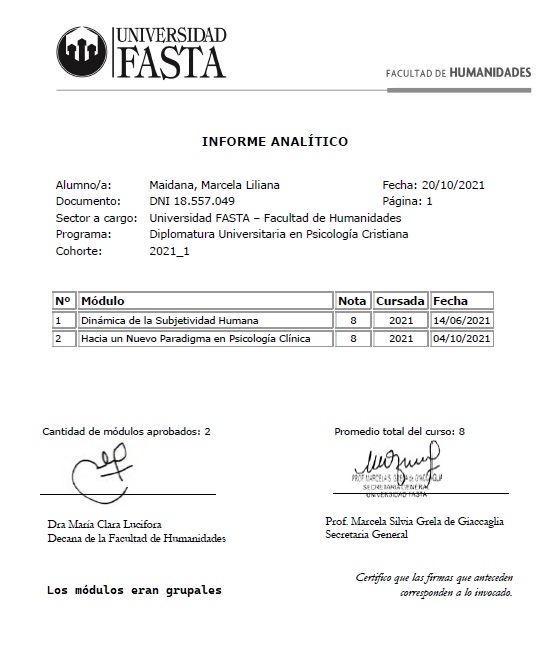 UNIVERSIDAD
FASTA
FACULTAD DE HUMANIDADES
INFORME ANALÍTICO
Alumno/a: Maidana, Marcela Liliana Fecha: 20/10/2021
Documento: DNI 18.557.049 Página: 1
Sector a cargo: Universidad FASTA – Facultad de Humanidades
Programa: Diplomatura Universitaria en Psicología Cristiana
Cohorte: 2021_1
Nº Módulo Nota Cursada Fecha
1 Dinámica de la Subjetividad Humana 8 2021 14/06/2021
2 Hacia un Nuevo Paradigma en Psicología Clínica 8 2021 04/10/2021
Cantidad de módulos aprobados: 2 Promedio total del curso: 8
PROF. MARCELA S. GRELA de GIACCAGLIA
SECRETARIA GENERAL
UNIVERSIDAD FASTA
Dra María Clara Lucifora Prof. Marcela Silvia Grela de Giaccaglia
Decana de la Facultad de Humanidades Secretaria General
Los módulos eran grupales
Certifico que las firmas que anteceden
corresponden a lo invocado.